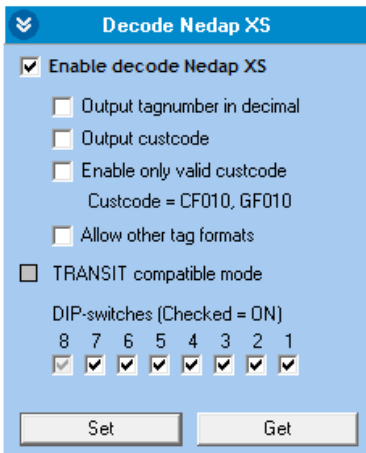 Decode Nedap XS
Enable decode Nedap XS
Output tagnumber in decimal
Output custcode
Enable only valid custcode
Custcode = CF010, GF010
Allow other tag formats
TRANSIT compatible mode
DIP-switches (Checked = ON)
8 7 6 5 4 3 2 1
Set Get